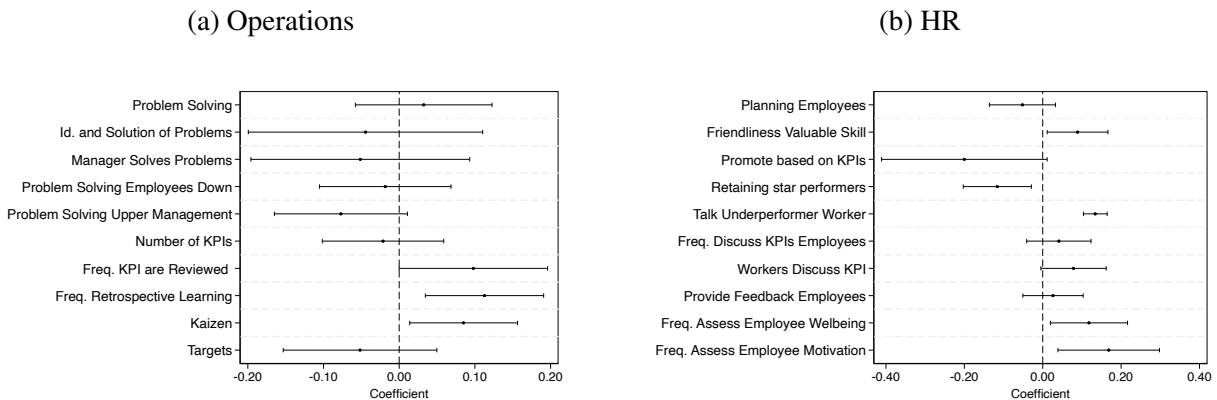 (a) Operations
Problem Solving
Id. and Solution of Problems
Manager Solves Problems
Problem Solving Employees Down
Problem Solving Upper Management
Number of KPIs
Freq. KPI are Reviewed
Freq. Retrospective Learning
Kaizen
Targets
-0.20 -0.10 0.00 0.10 0.20
Coefficient
(b) HR
Planning Employees
Friendliness Valuable Skill
Promote based on KPIs
Retaining star performers
Talk Underperformer Worker
Freq. Discuss KPIs Employees
Workers Discuss KPI
Provide Feedback Employees
Freq. Assess Employee Welbeing
Freq. Assess Employee Motivation
-0.40 -0.20 0.00 0.20 0.40
Coefficient